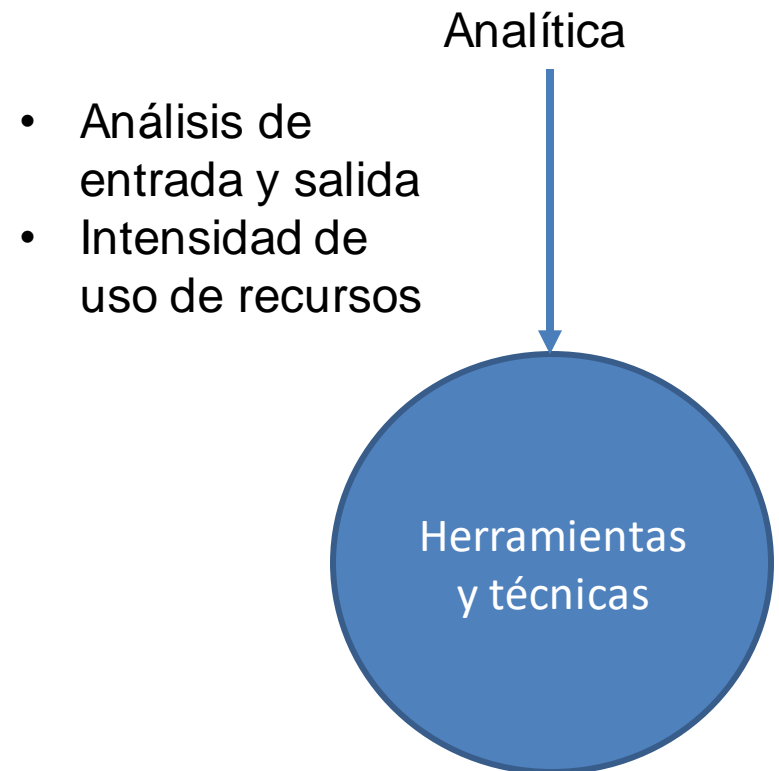 Analítica
• Análisis de
entrada y salida
• Intensidad de
uso de recursos
Herramientas
y técnicas